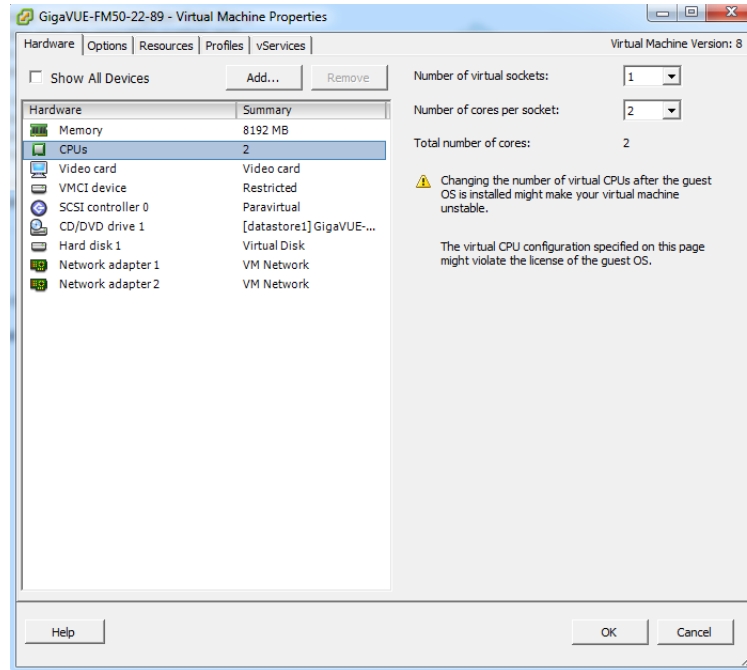 GigaVUE-FM50-22-89 - Virtual Machine Properties
Hardware Options Resources Profiles vServices Virtual Machine Version: 8
Show All Devices Add... Remove
Hardware Summary
Memory 8192 MB
CPUs 2
Video card Video card
VMCI device Restricted
SCSI controller 0 Paravirtual
CD/DVD drive 1 [datastore1] GigaVUE-...
Hard disk 1 Virtual Disk
Network adapter 1 VM Network
Network adapter 2 VM Network
Number of virtual sockets: 1
Number of cores per socket: 2
Total number of cores: 2
Changing the number of virtual CPUs after the guest
OS is installed might make your virtual machine
unstable.
The virtual CPU configuration specified on this page
might violate the license of the guest OS.
Help OK Cancel